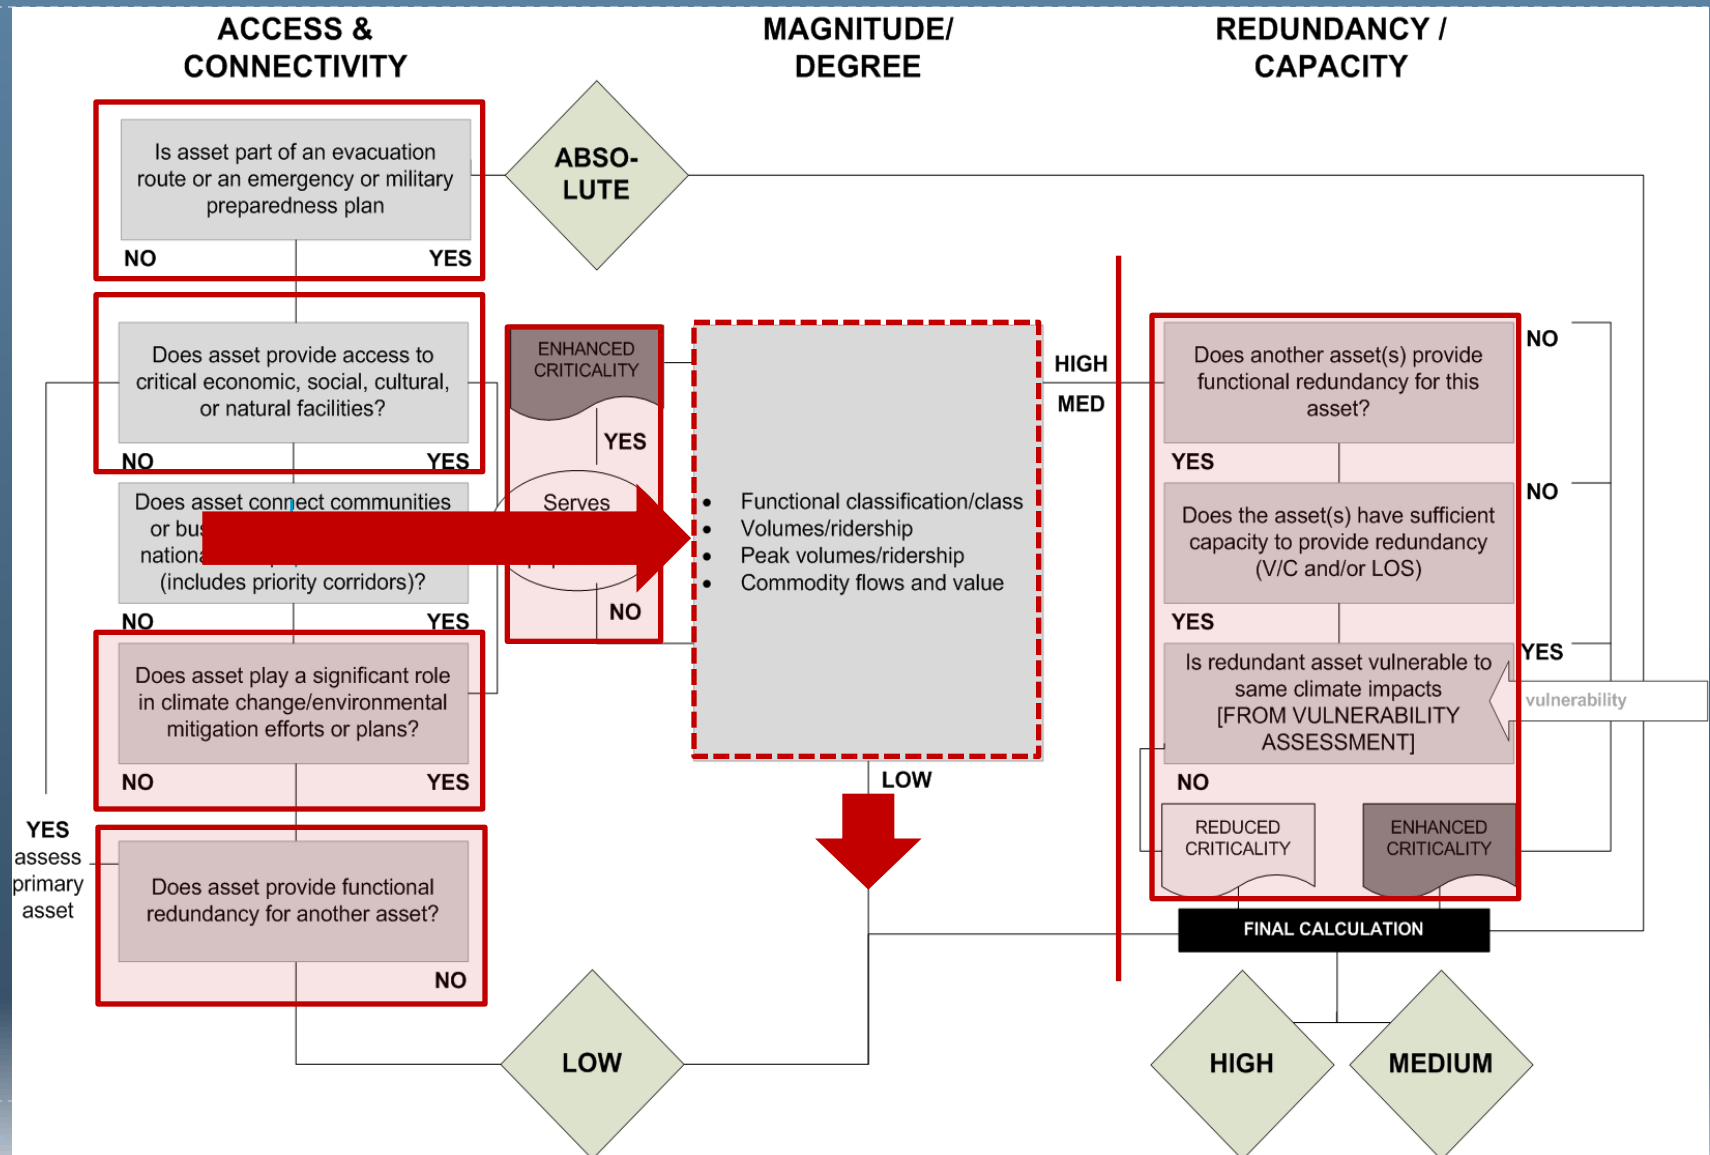 ACCESS &
CONNECTIVITY
MAGNITUDE/
DEGREE
REDUNDANCY /
CAPACITY
Is asset part of an evacuation
route or an emergency or military
preparedness plan
NO
YES
ABSO-
LUTE
Does asset provide access to
critical economic, social, cultural,
or natural facilities?
NO
YES
Does asset connect communities
or
(includes priority corridors)?
NO
YES
Does asset play a significant role
in climate change/environmental
mitigation efforts or plans?
NO
YES
YES
assess
primary
asset
Does asset provide functional
redundancy for another asset?
NO
LOW
ENHANCED
CRITICALITY
YES
Serves
NO
• Functional classification/class
• Volumes/ridership
• Peak volumes/ridership
• Commodity flows and value
HIGH
MED
LOW
Does another asset(s) provide
functional redundancy for this
asset?
NO
YES
Does the asset(s) have sufficient
capacity to provide redundancy
(V/C and/or LOS)
NO
YES
Is redundant asset vulnerable to
same climate impacts
[FROM VULNERABILITY
ASSESSMENT]
YES
vulnerability
NO
REDUCED
CRITICALITY
ENHANCED
CRITICALITY
FINAL CALCULATION
HIGH
MEDIUM